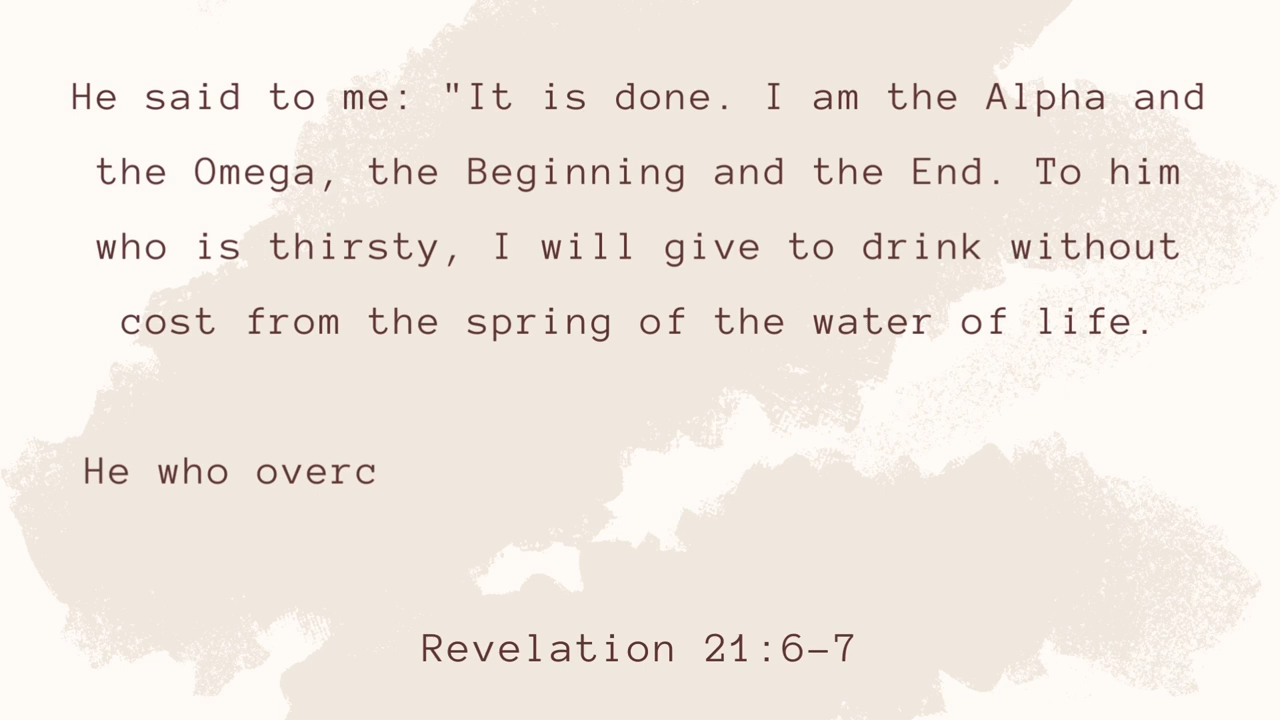 He said to me: "It is done. I am the Alpha and
the Omega, the Beginning and the End. To him
who is thirsty, I will give to drink without
cost from the spring of the water of life.
He who overc
Revelation 21:6–7